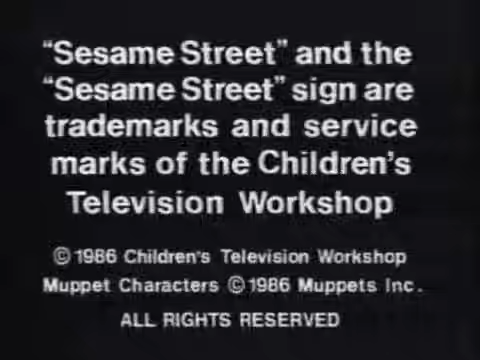 “Sesame Street” and the
“Sesame Street” sign are
trademarks and service
marks of the Children’s
Television Workshop
© 1986 Children’s Television Workshop
Muppet Characters © 1986 Muppets Inc.
ALL RIGHTS RESERVED